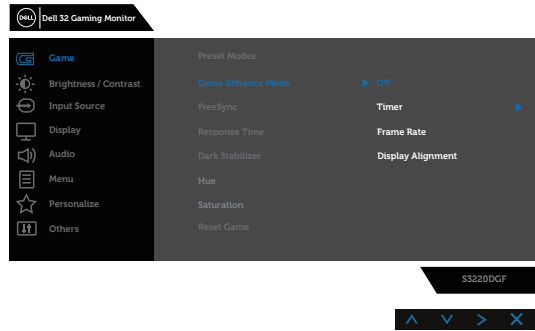 DELL Dell 32 Gaming Monitor
Game
Brightness / Contrast
Input Source
Display
Audio
Menu
Personalize
Others
Preset Modes
Game Enhance Mode
FreeSync
Response Time
Dark Stabilizer
Hue
Saturation
Reset Game
Off
Timer
Frame Rate
Display Alignment
S3220DGF